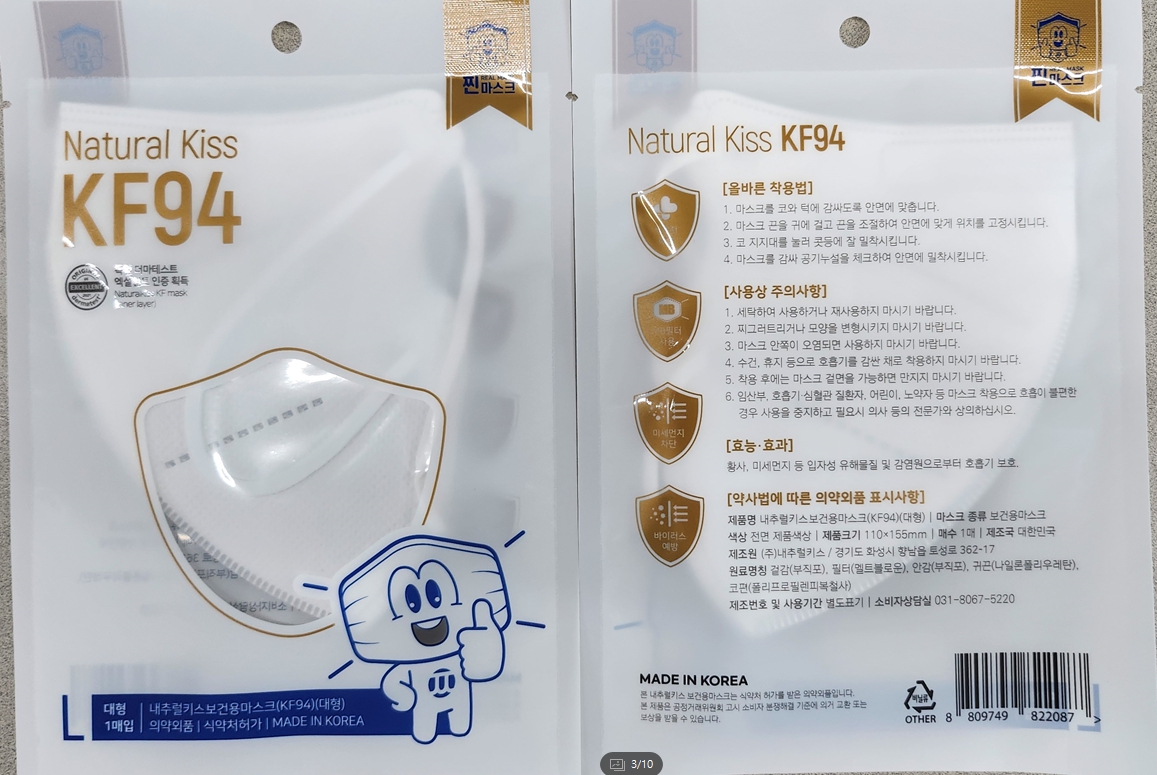 찐 REAL MASK
마스크
Natural Kiss
KF94
더마테스트
ORIGINAL
EXCELLENT
dermatest
인증 획득
Natural Kiss KF mask
(inner layer)
대형
1매입
내추럴키스보건용마스크(KF94)(대형)
의약외품 | 식약처허가 | MADE IN KOREA
찐 REAL MASK
마스크
Natural Kiss KF94
[올바른 착용법]
1. 마스크를 코와 턱에 감싸도록 안면에 맞춥니다.
2. 마스크 끈을 귀에 걸고 끈을 조절하여 안면에 맞게 위치를 고정시킵니다.
3. 코 지지대를 눌러 콧등에 잘 밀착시킵니다.
4. 마스크를 감싸 공기누설을 체크하여 안면에 밀착시킵니다.
[사용상 주의사항]
1. 세탁하여 사용하거나 재사용하지 마시기 바랍니다.
2. 찌그러트리거나 모양을 변형시키지 마시기 바랍니다.
3. 마스크 안쪽이 오염되면 사용하지 마시기 바랍니다.
4. 수건, 휴지 등으로 호흡기를 감싼 채로 착용하지 마시기 바랍니다.
5. 착용 후에는 마스크 겉면을 가능하면 만지지 마시기 바랍니다.
6. 임산부, 호흡기·심혈관 질환자, 어린이, 노약자 등 마스크 착용으로 호흡이 불편한
경우 사용을 중지하고 필요시 의사 등의 전문가와 상의하십시오.
사용
미세먼지
차단
[효능·효과]
황사, 미세먼지 등 입자성 유해물질 및 감염원으로부터 호흡기 보호.
바이러스
예방
[약사법에 따른 의약외품 표시사항]
제품명 내추럴키스보건용마스크(KF94)(대형) | 마스크 종류 보건용마스크
색상 전면 제품색상 | 제품크기 110×155mm | 매수 1매 | 제조국 대한민국
제조원 (주)내추럴키스 / 경기도 화성시 향남읍 토성로 362-17
원료명칭 겉감(부직포), 필터(멜트블로운), 안감(부직포), 귀끈(나일론폴리우레탄),
코편(폴리프로필렌피복철사)
제조번호 및 사용기간 별도표기 | 소비자상담실 031-8067-5220
MADE IN KOREA
본 내추럴키스 보건용마스크는 식약처 허가를 받은 의약외품입니다.
본 제품은 공정거래위원회 고시 소비자 분쟁해결 기준에 의거 교환 또는
보상을 받을 수 있습니다.
비닐류
OTHER
8 809749 822087 >
3/10